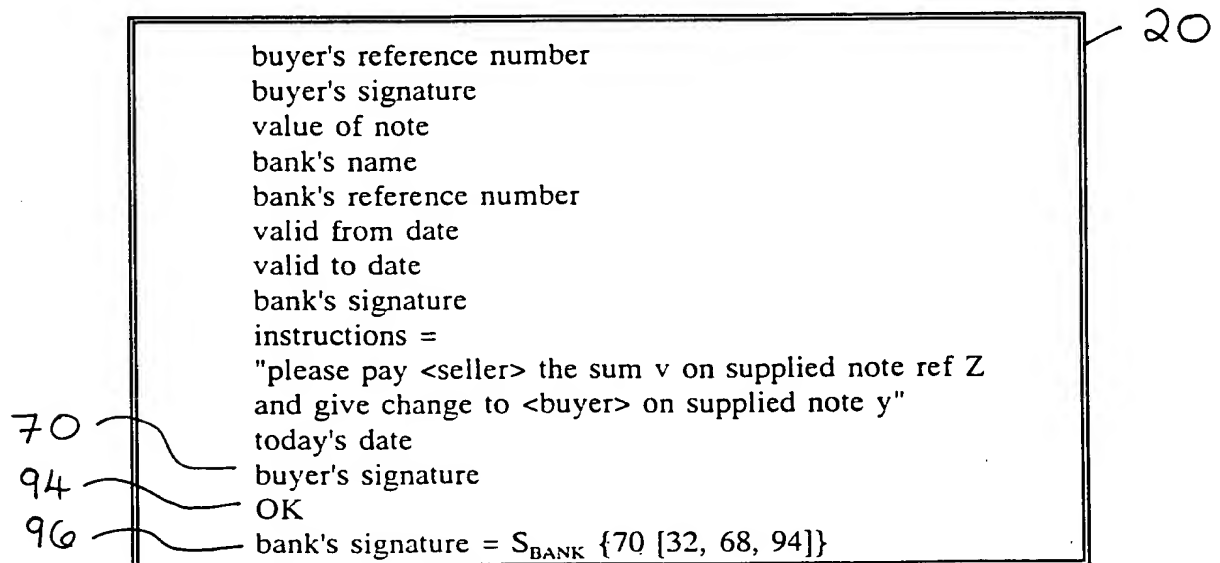 20
buyer's reference number
buyer's signature
value of note
bank's name
bank's reference number
valid from date
valid to date
bank's signature
instructions =
"please pay <seller> the sum v on supplied note ref Z
and give change to <buyer> on supplied note y"
today's date
70 buyer's signature
94 OK
96 bank's signature = S_BANK {70 [32, 68, 94]}